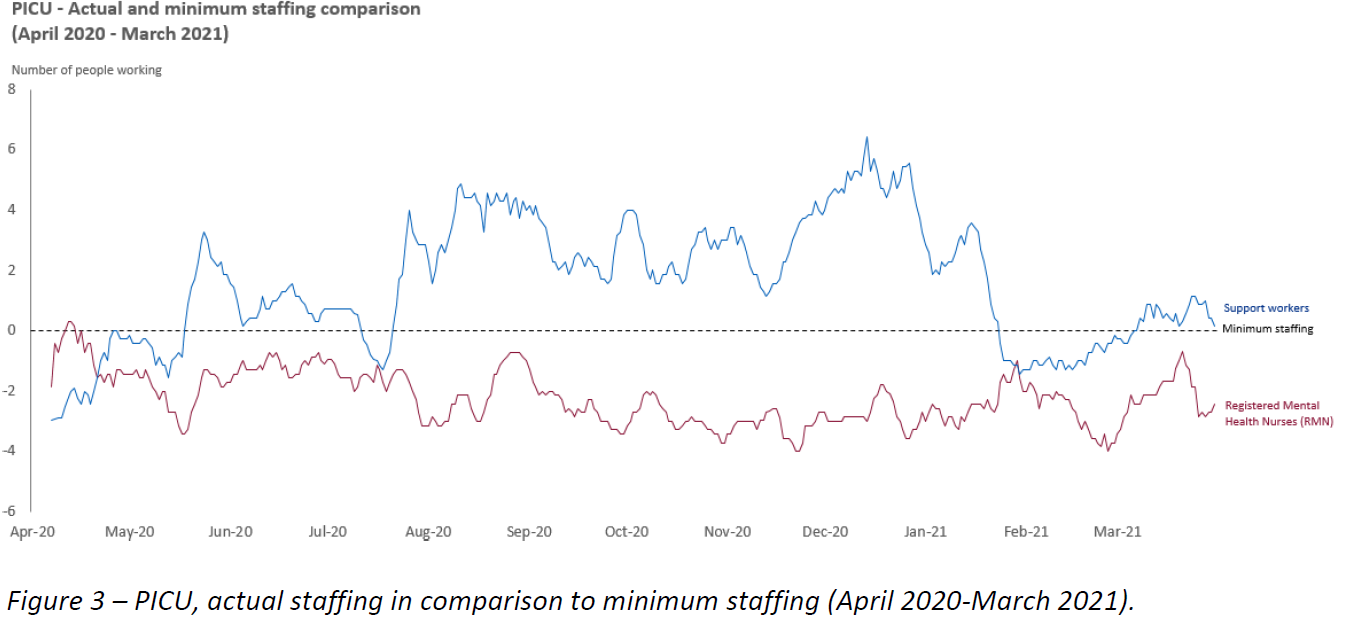 PICU - Actual and minimum staffing comparison
(April 2020 - March 2021)
Number of people working
8
6
4
2
0
-2
-4
-6
Support workers
Minimum staffing
Registered Mental
Health Nurses (RMN)
Apr-20 May-20 Jun-20 Jul-20 Aug-20 Sep-20 Oct-20 Nov-20 Dec-20 Jan-21 Feb-21 Mar-21
Figure 3 – PICU, actual staffing in comparison to minimum staffing (April 2020-March 2021).